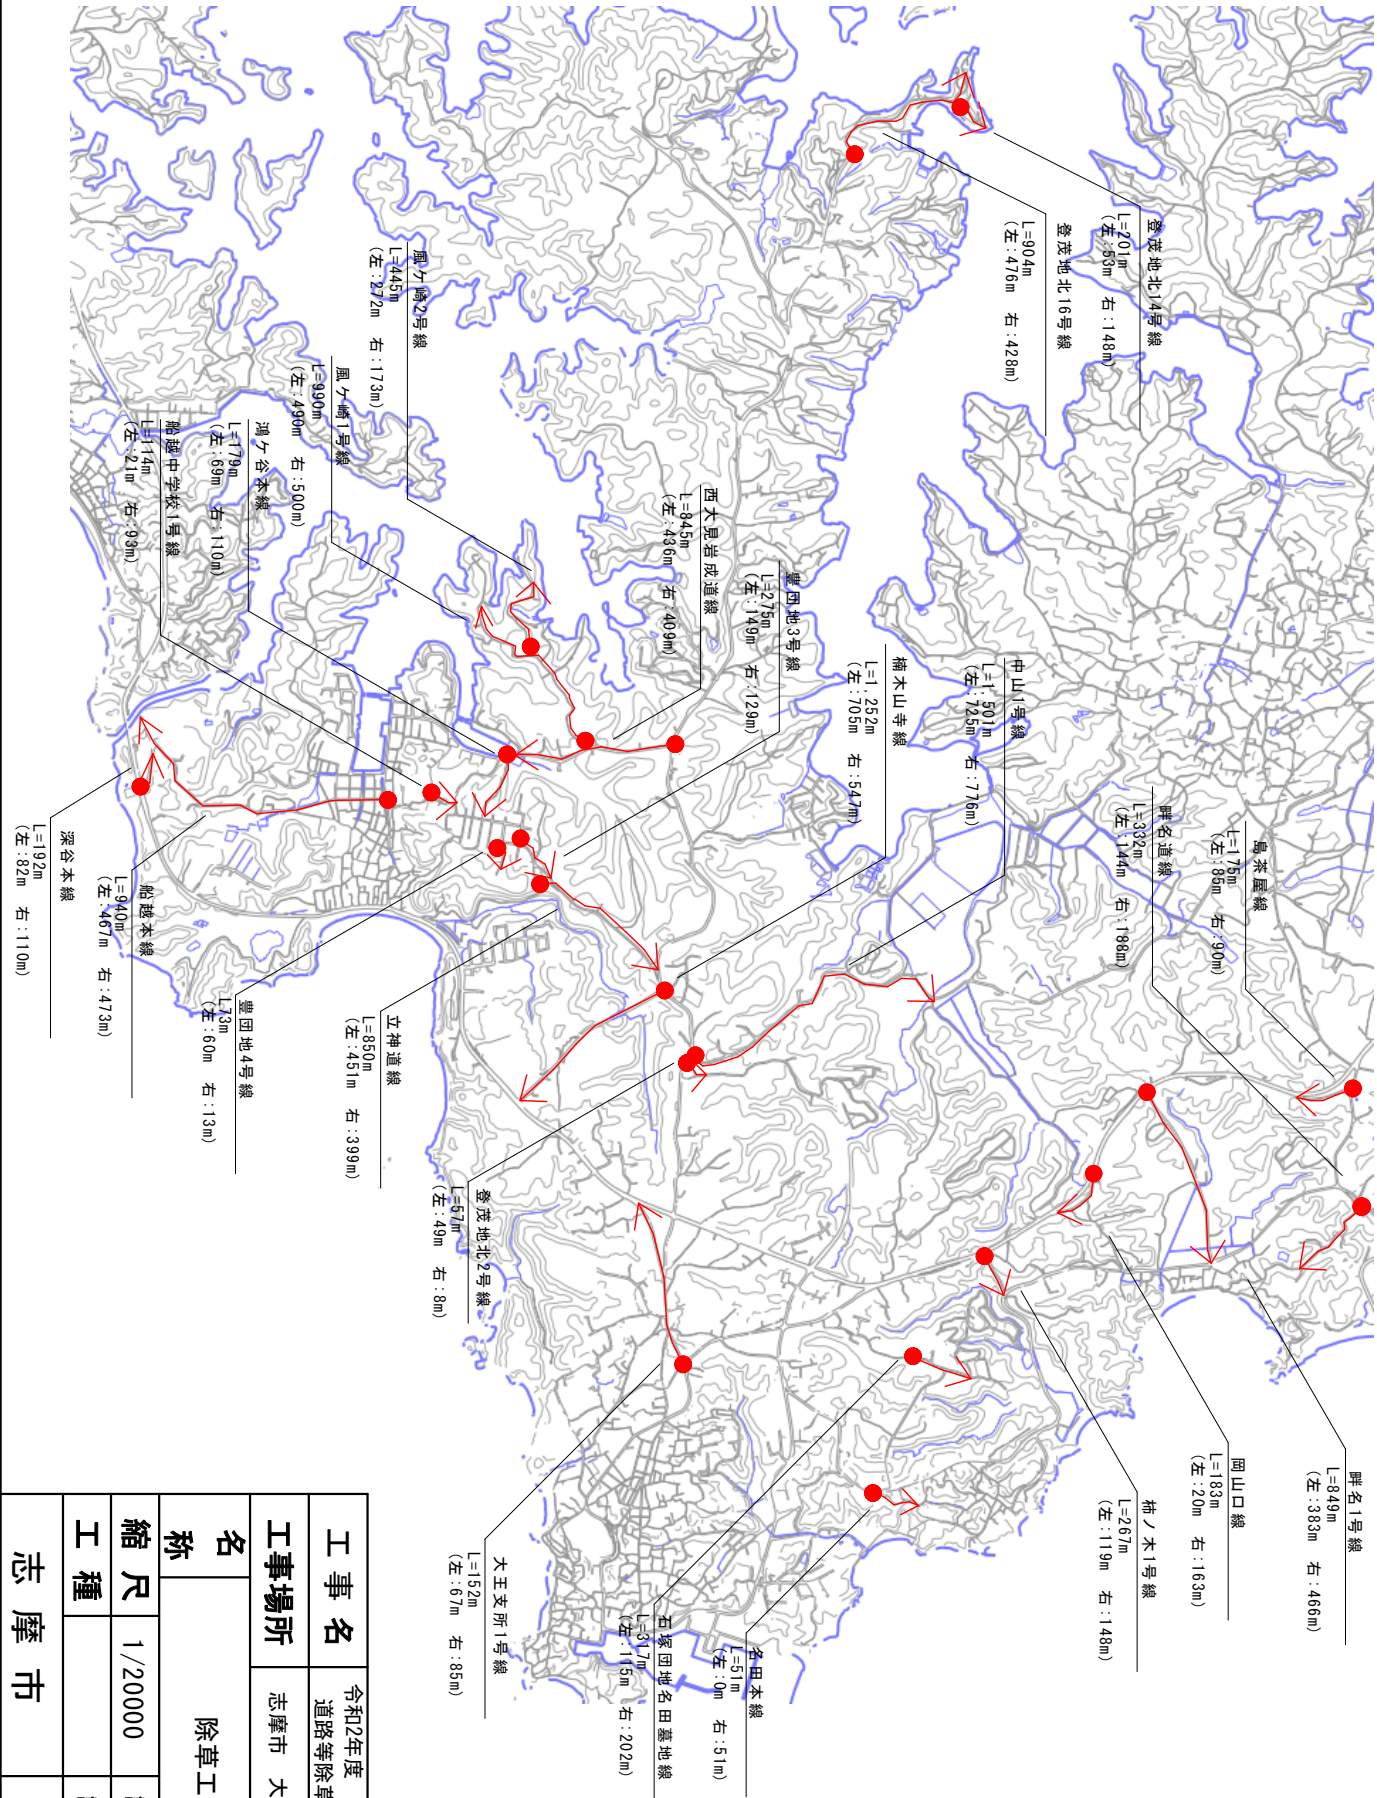 登茂地北14号線
L=201m
(左:53m 右:148m)
登茂地北16号線
L=904m
(左:476m 右:428m)
風ケ崎2号線
L=445m
(左:272m 右:173m)
風ケ崎1号線
L=990m
(左:490m 右:500m)
鴻ケ谷本線
L=179m
(左:69m 右:110m)
船越中学校1号線
L=114m
(左:21m 右:93m)
西大見岩成道線
L=845m
(左:436m 右:409m)
豊団地3号線
L=275m
(左:149m 右:129m)
楠木山寺線
L=1,252m
(左:705m 右:547m)
中山1号線
L=1,501m
(左:725m 右:776m)
畔名道線
L=332m
(左:144m 右:188m)
島茶屋線
L=175m
(左:85m 右:90m)
深谷本線
L=192m
(左:82m 右:110m)
船越本線
L=940m
(左:467m 右:473m)
豊団地4号線
L73m
(左:60m 右:13m)
立神道線
L=850m
(左:451m 右:399m)
登茂地北2号線
L=57m
(左:49m 右:8m)
畔名1号線
L=849m
(左:383m 右:466m)
岡山口線
L=183m
(左:20m 右:163m)
柿ノ木1号線
L=267m
(左:119m 右:148m)
名田本線
L=51m
(左:0m 右:51m)
石塚団地名田墓地線
L=317m
(左:115m 右:202m)
大王支所1号線
L=152m
(左:67m 右:85m)
工事名
令和2年度
道路等除草
工事場所
志摩市 大
名称
除草工
縮尺
1/20000
工種
志摩市